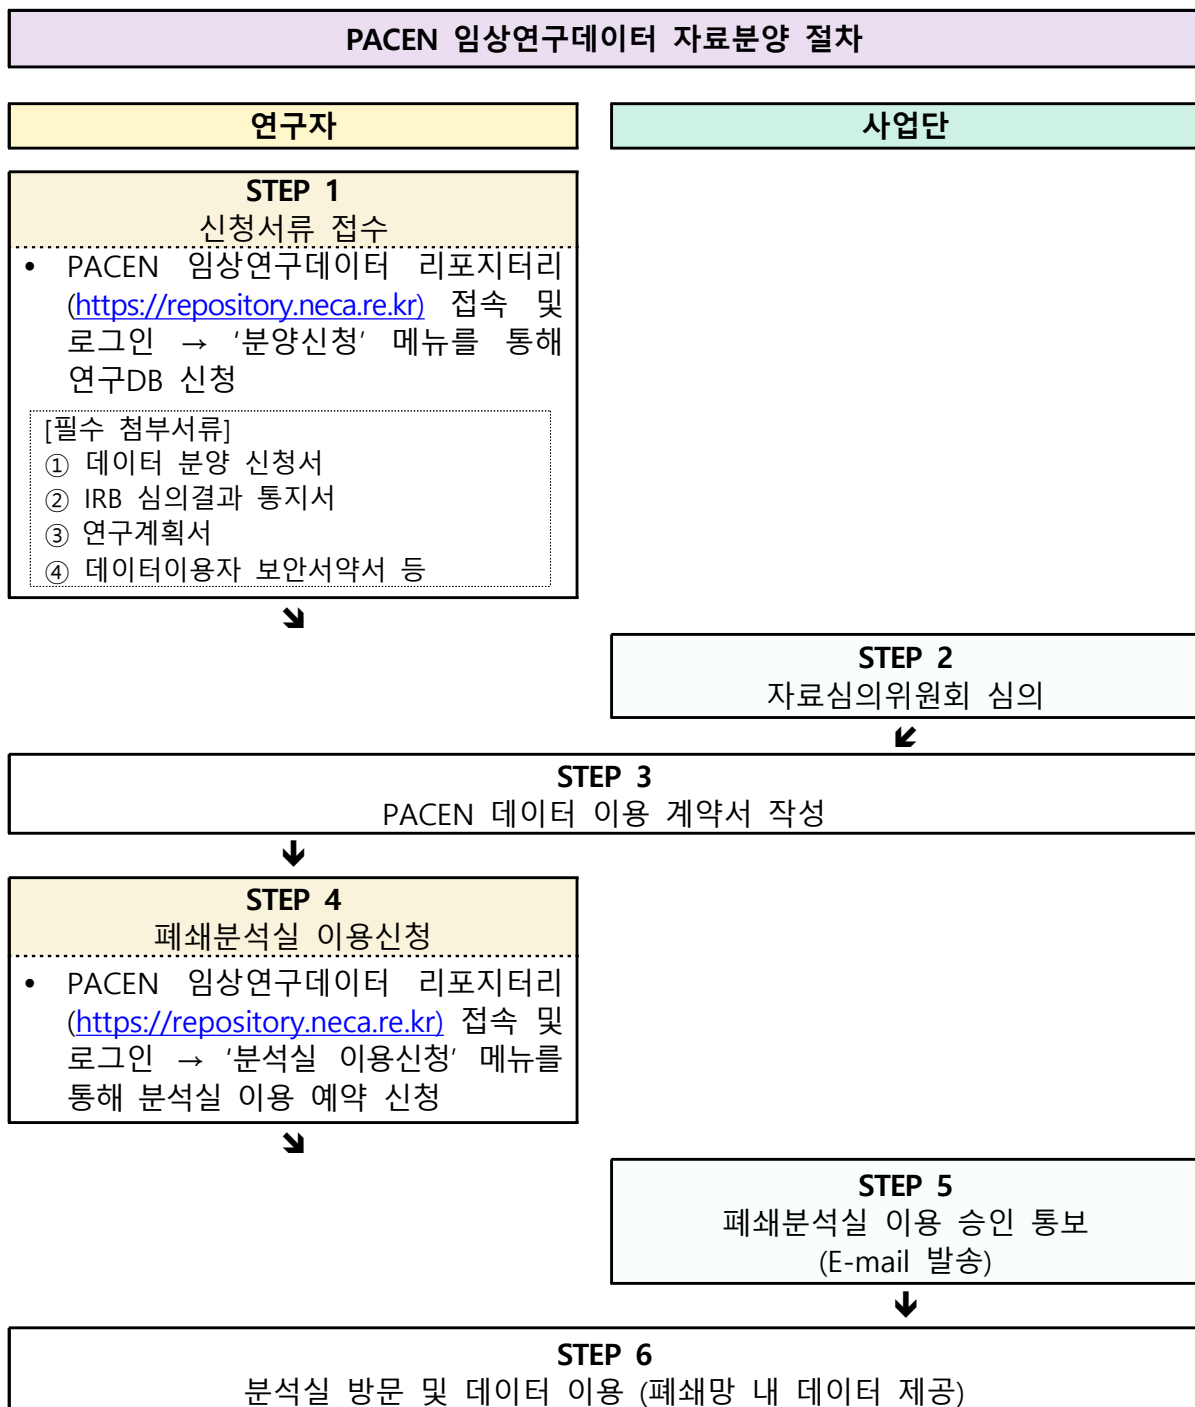 PACEN 임상연구데이터 자료분양 절차
연구자
사업단
STEP 1
신청서류 접수
• PACEN 임상연구데이터 리포지터리
(https://repository.neca.re.kr) 접속 및
로그인 → ‘분양신청’ 메뉴를 통해
연구DB 신청
[필수 첨부서류]
① 데이터 분양 신청서
② IRB 심의결과 통지서
③ 연구계획서
④ 데이터이용자 보안서약서 등
STEP 2
자료심의위원회 심의
STEP 3
PACEN 데이터 이용 계약서 작성
STEP 4
폐쇄분석실 이용신청
• PACEN 임상연구데이터 리포지터리
(https://repository.neca.re.kr) 접속 및
로그인 → ‘분석실 이용신청’ 메뉴를
통해 분석실 이용 예약 신청
STEP 5
폐쇄분석실 이용 승인 통보
(E-mail 발송)
STEP 6
분석실 방문 및 데이터 이용 (폐쇄망 내 데이터 제공)